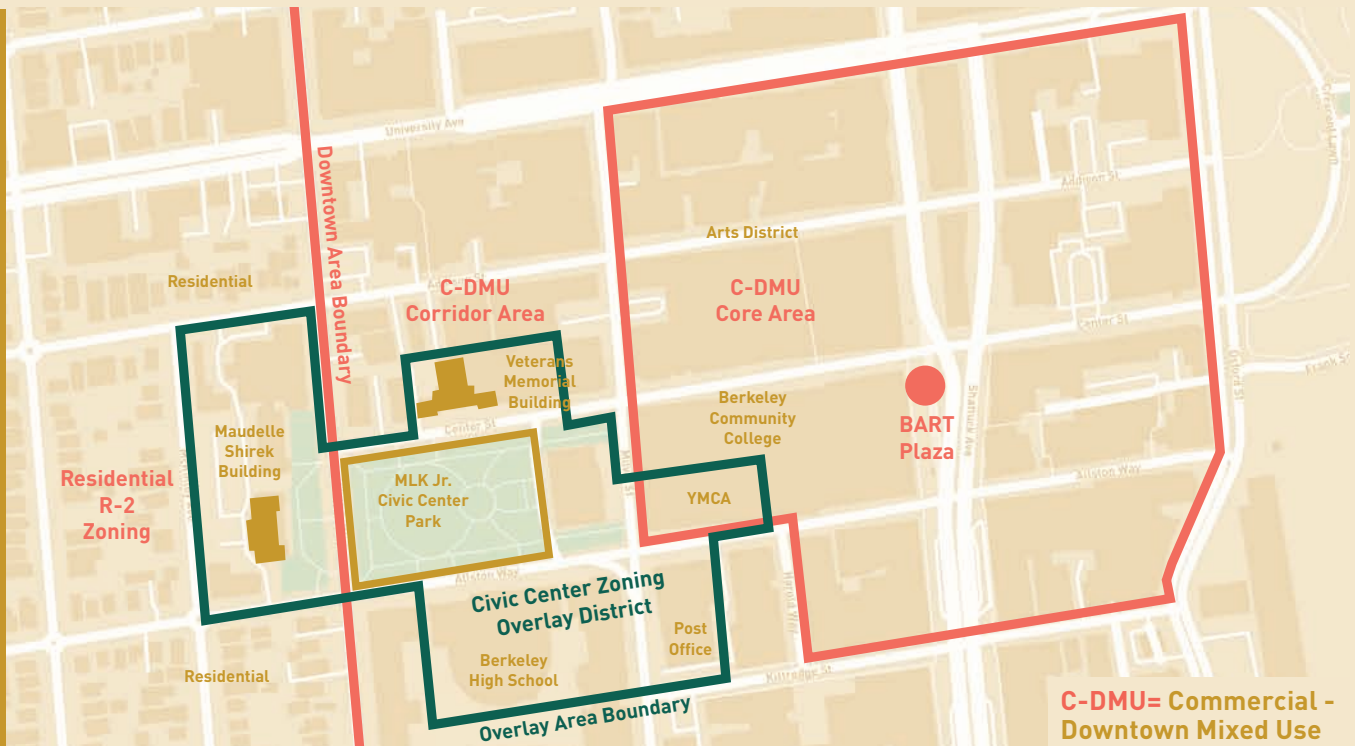 University Ave
Downtown Area Boundary
Addison St
Arts District
Residential
Addison St
C-DMU
Corridor Area
C-DMU
Core Area
Center St
Veterans
Memorial
Building
Oxford St
Shattuck Ave
Berkeley
Community
College
BART
Plaza
Center St
Maudelle
Shirek
Building
Residential
R-2
Zoning
MLK Jr.
Civic Center
Park
YMCA
Allston Way
Allston Way
Civic Center Zoning
Overlay District
Harold Way
Post
Office
Berkeley
High School
Residential
Kittredge St
Overlay Area Boundary
C-DMU= Commercial -
Downtown Mixed Use